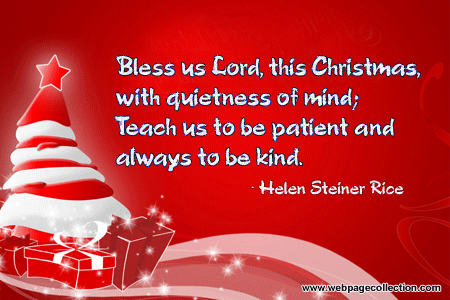 Bless us Lord, this Christmas,
with quietness of mind;
Teach us to be patient and
always to be kind.
- Helen Steiner Rice
www.webpagecollection.com